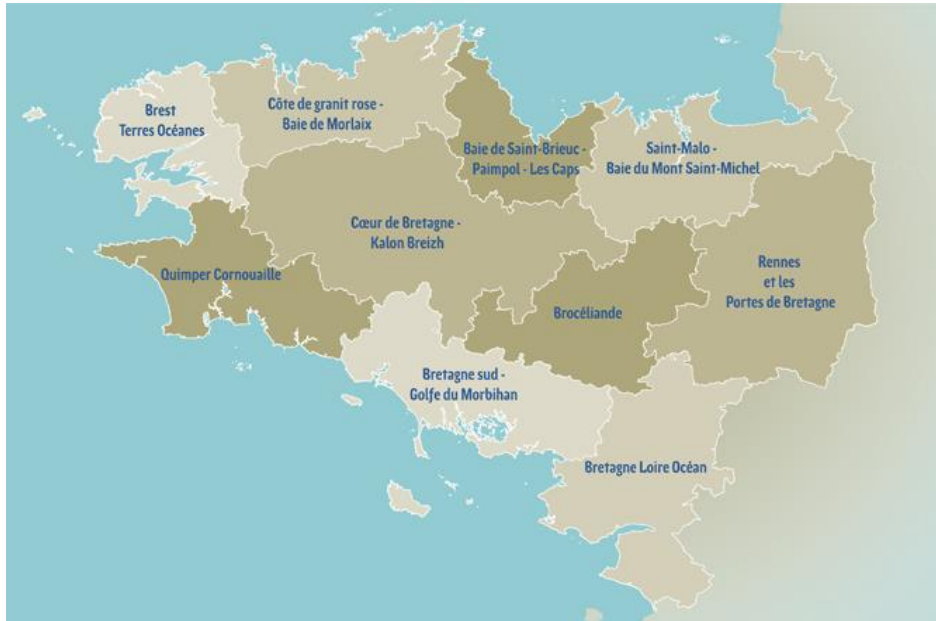 Brest
Terres Océanes
Côte de granit rose -
Baie de Morlaix
Baie de Saint-Brieuc -
Paimpol - Les Caps
Saint-Malo -
Baie du Mont Saint-Michel
Cœur de Bretagne -
Kalon Breizh
Quimper Cornouaille
Rennes
et les
Portes de Bretagne
Brocéliande
Bretagne sud -
Golfe du Morbihan
Bretagne Loire Océan